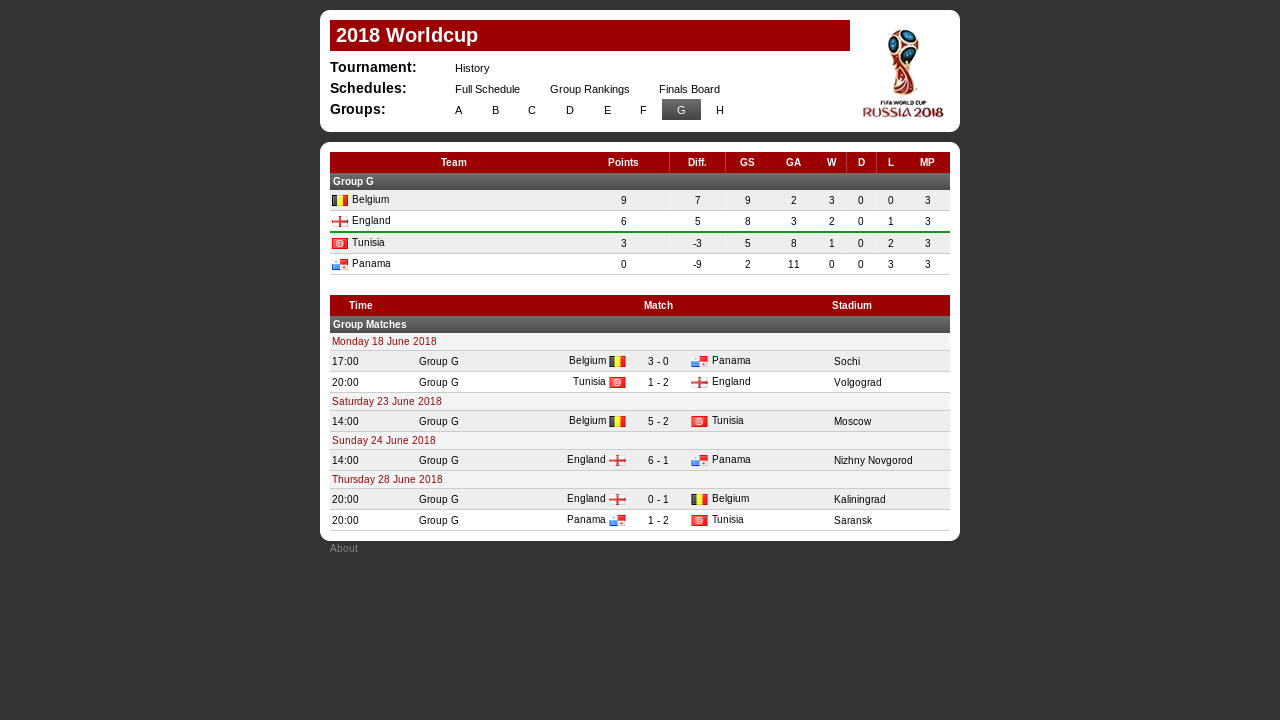 2018 Worldcup
Tournament: History
Schedules: Full Schedule Group Rankings Finals Board
Groups: A B C D E F G H
FIFA WORLD CUP
RUSSIA 2018
Team Points Diff. GS GA W D L MP
Group G
Belgium 9 7 9 2 3 0 0 3
England 6 5 8 3 2 0 1 3
Tunisia 3 -3 5 8 1 0 2 3
Panama 0 -9 2 11 0 0 3 3
Time Match Stadium
Group Matches
Monday 18 June 2018
17:00 Group G Belgium 3 - 0 Panama Sochi
20:00 Group G Tunisia 1 - 2 England Volgograd
Saturday 23 June 2018
14:00 Group G Belgium 5 - 2 Tunisia Moscow
Sunday 24 June 2018
14:00 Group G England 6 - 1 Panama Nizhny Novgorod
Thursday 28 June 2018
20:00 Group G England 0 - 1 Belgium Kaliningrad
20:00 Group G Panama 1 - 2 Tunisia Saransk
About